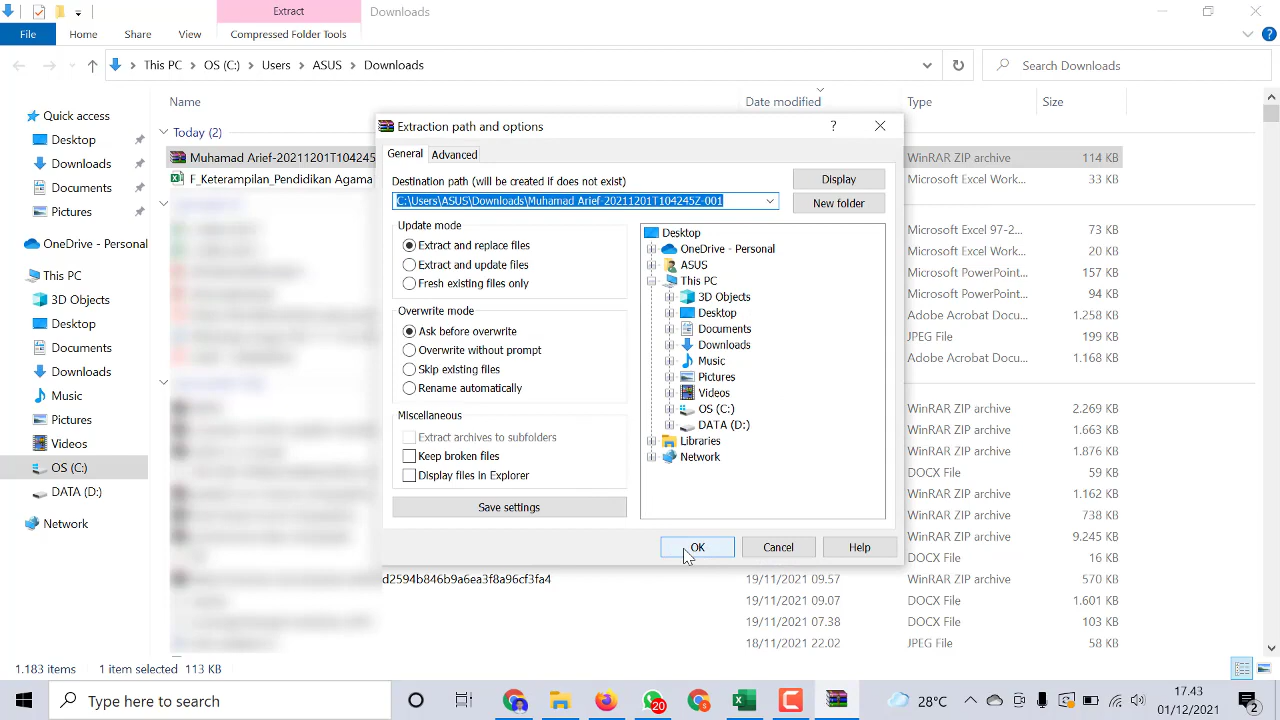 Extract
Downloads
File
Home
Share
View
Compressed Folder Tools
This PC > OS (C:) > Users > ASUS > Downloads
Search Downloads
Name
Date modified
Type
Size
Quick access
Desktop
Downloads
Documents
Pictures
OneDrive - Personal
This PC
3D Objects
Desktop
Documents
Downloads
Music
Pictures
Videos
OS (C:)
DATA (D:)
Network
Today (2)
Muhamad Arief-20211201T104245
WinRAR ZIP archive 114 KB
F_Keterampilan_Pendidikan Agama
Microsoft Excel Work... 33 KB
Microsoft Excel 97-2... 73 KB
Microsoft Excel Work... 20 KB
Microsoft PowerPoint... 157 KB
Microsoft PowerPoint... 94 KB
Adobe Acrobat Docu... 1.258 KB
JPEG File 199 KB
Adobe Acrobat Docu... 1.168 KB
WinRAR ZIP archive 2.269 KB
WinRAR ZIP archive 1.663 KB
WinRAR ZIP archive 1.876 KB
DOCX File 59 KB
WinRAR ZIP archive 1.162 KB
WinRAR ZIP archive 738 KB
WinRAR ZIP archive 9.245 KB
DOCX File 16 KB
d2594b846b9a6ea3f8a96cf3fa4 19/11/2021 09.57 WinRAR ZIP archive 570 KB
19/11/2021 09.07 DOCX File 1.601 KB
19/11/2021 07.38 DOCX File 103 KB
18/11/2021 22.02 JPEG File 58 KB
Extraction path and options
?
General
Advanced
Destination path (will be created if does not exist)
C:\Users\ASUS\Downloads\Muhamad Arief-20211201T104245Z-001
Display
New folder
Update mode
Extract and replace files
Extract and update files
Fresh existing files only
Overwrite mode
Ask before overwrite
Overwrite without prompt
Skip existing files
Rename automatically
Miscellaneous
Extract archives to subfolders
Keep broken files
Display files in Explorer
Save settings
Desktop
OneDrive - Personal
ASUS
This PC
3D Objects
Desktop
Documents
Downloads
Music
Pictures
Videos
OS (C:)
DATA (D:)
Libraries
Network
OK
Cancel
Help
1.183 items
1 item selected 113 KB
Type here to search
20
28°C
17.43
01/12/2021
2